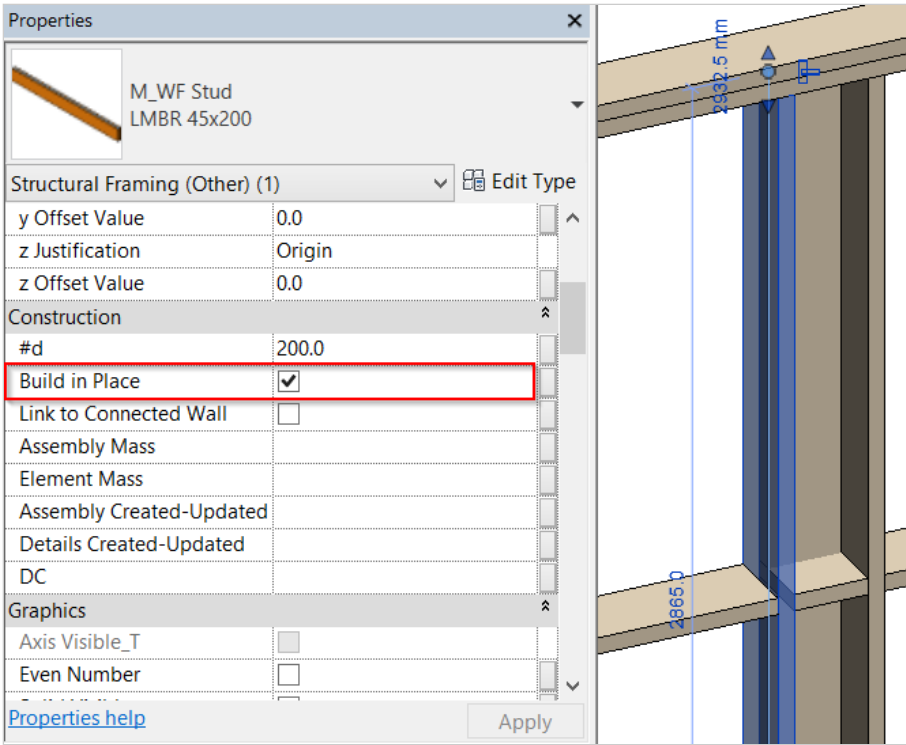 Properties
M_WF Stud
LMBR 45x200
Structural Framing (Other) (1)
Edit Type
y Offset Value 0.0
z Justification Origin
z Offset Value 0.0
Construction
#d 200.0
Build in Place
Link to Connected Wall
Assembly Mass
Element Mass
Assembly Created-Updated
Details Created-Updated
DC
Graphics
Axis Visible_T
Even Number
Properties help
Apply
2932.5 mm
2865.0